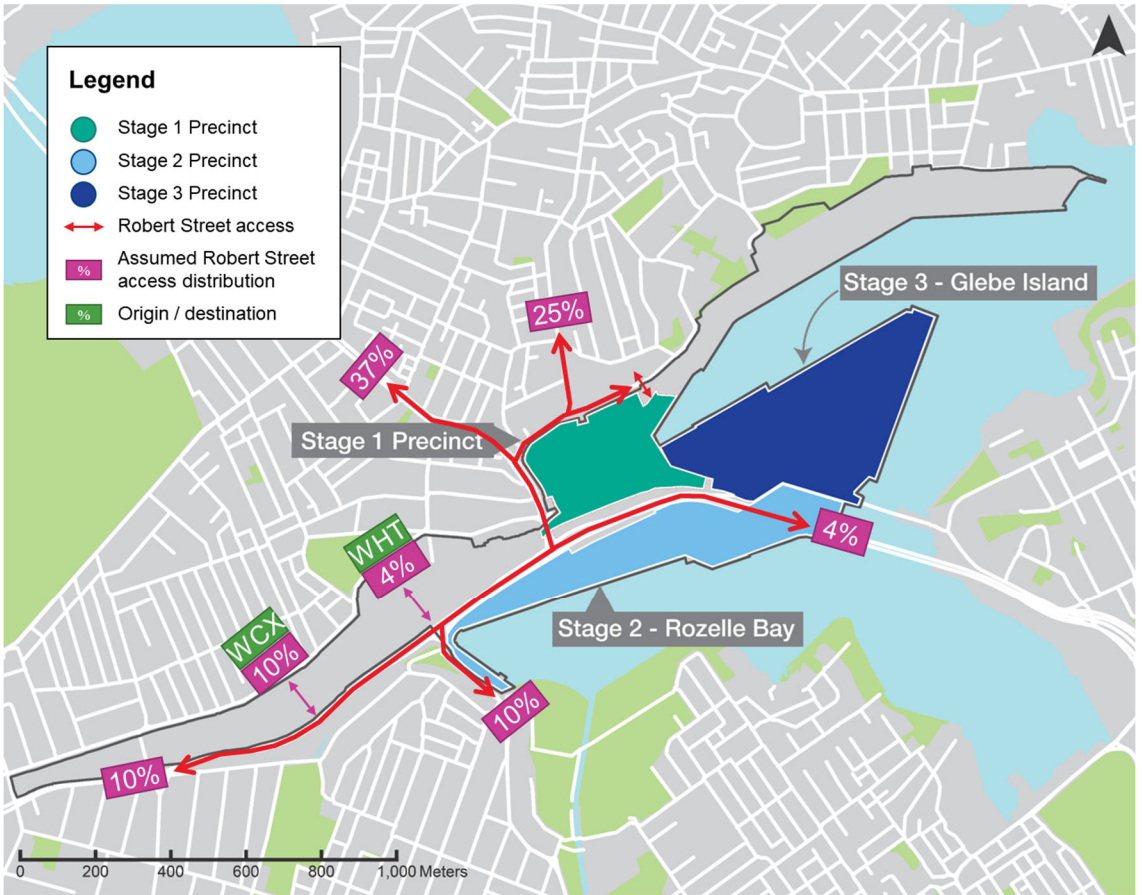 Legend
Stage 1 Precinct
Stage 2 Precinct
Stage 3 Precinct
Robert Street access
%
Assumed Robert Street
access distribution
%
Origin / destination
Stage 3 - Glebe Island
25%
37%
Stage 1 Precinct
4%
WHT
4%
Stage 2 - Rozelle Bay
WCX
10%
10%
10%
0 200 400 600 800 1,000 Meters